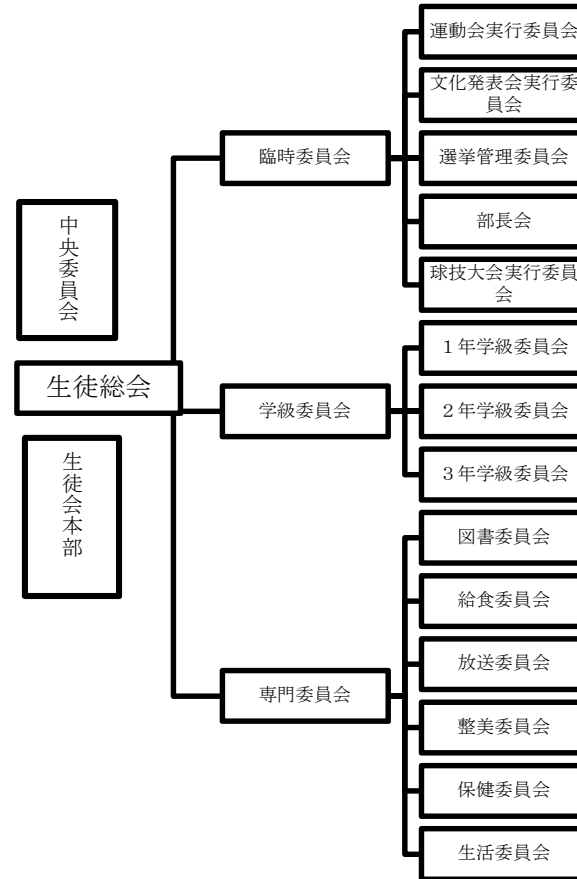 中央委員会
生徒総会
生徒会本部
臨時委員会
運動会実行委員会
文化発表会実行委
員会
選挙管理委員会
部長会
球技大会実行委員
会
学級委員会
１年学級委員会
２年学級委員会
３年学級委員会
専門委員会
図書委員会
給食委員会
放送委員会
整美委員会
保健委員会
生活委員会